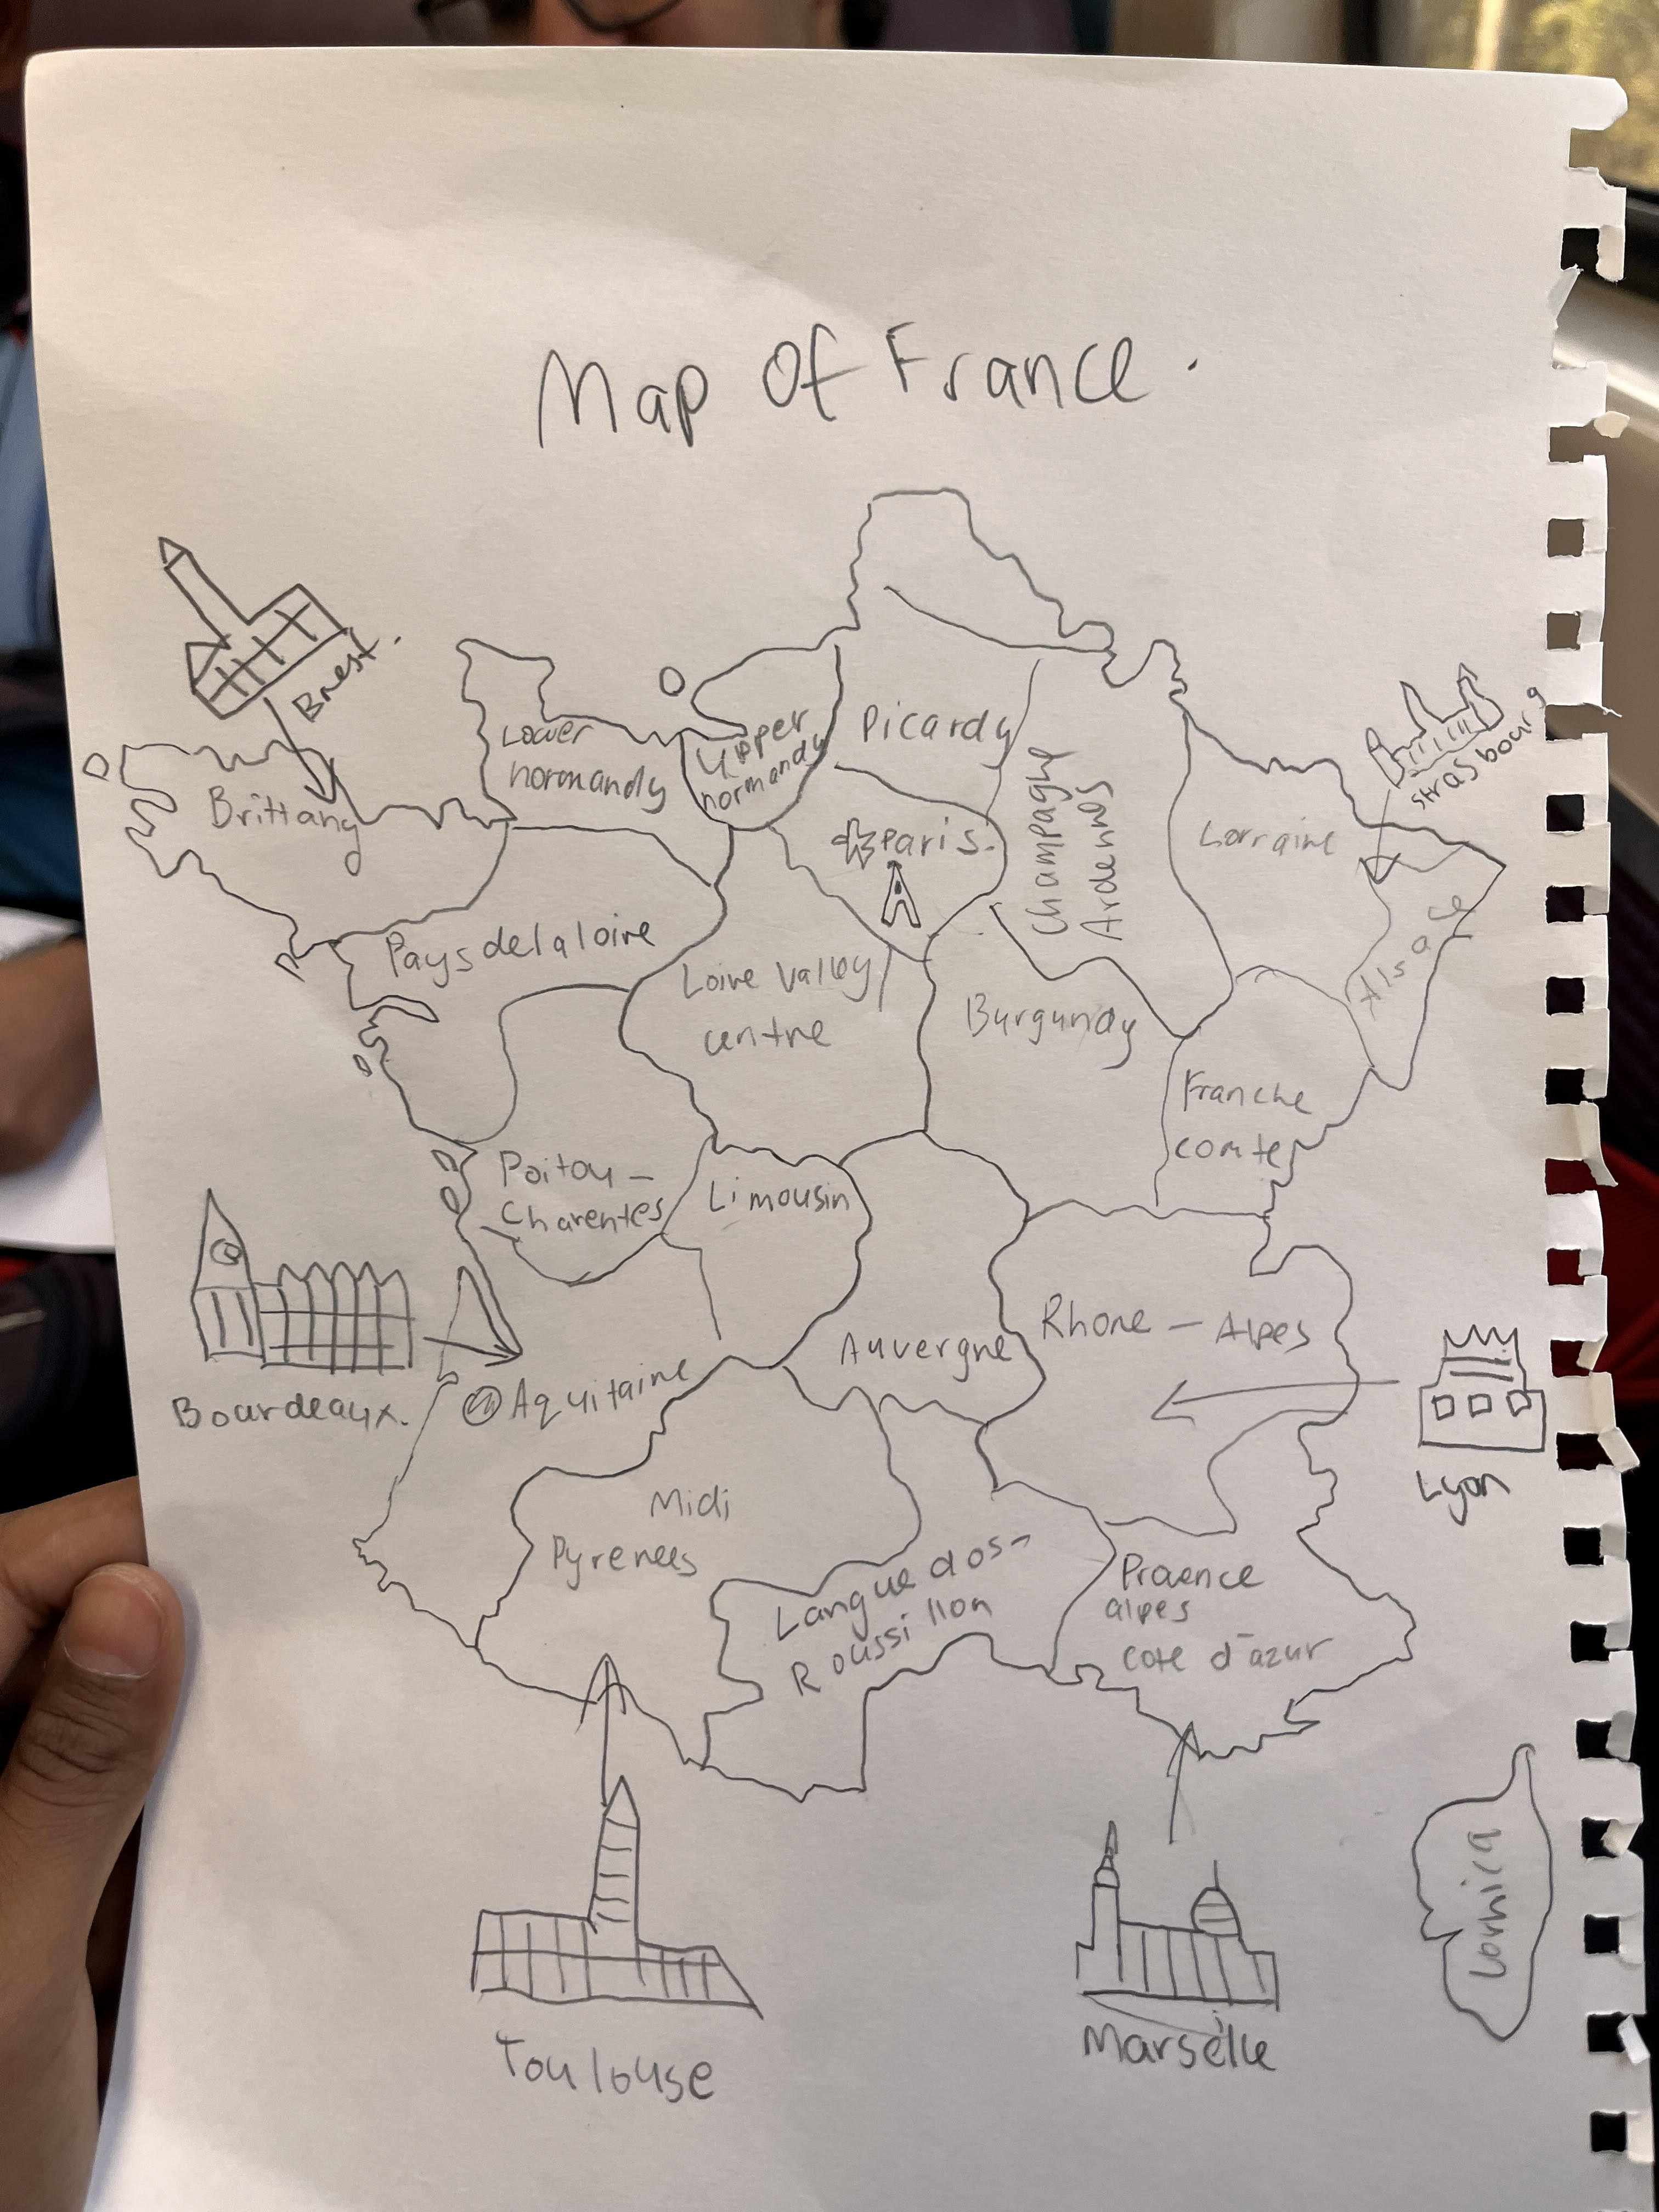 Map Of France.
Brest.
strasbourg
Lower
normandy
Upper
normandy
Picardy
Champagne
Ardennes
Brittany
Paris.
Lorraine
Alsace
Pays de la loire
Loire Valley
centre
Burgundy
Franche
comte
Poitou-
Charentes
Limousin
Auvergne
Rhone - Alpes
Bourdeaux.
Aquitaine
Lyon
Midi
Pyrenees
Langue dos-
Roussillon
Provence
alpes
cote d'azur
Toulouse
Marselle